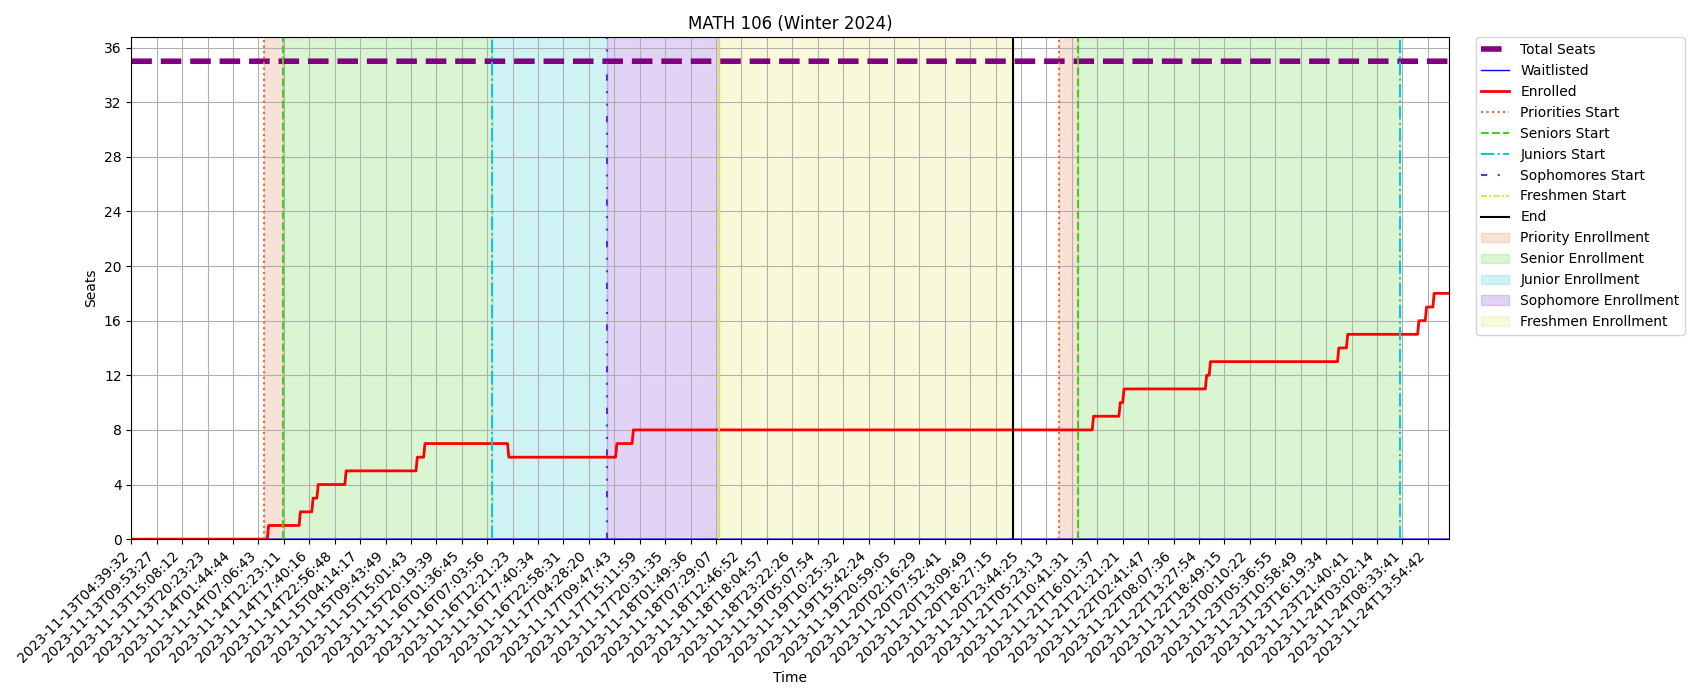 MATH 106 (Winter 2024)
36
32
28
24
20
16
12
8
4
0
Seats
2023-11-13T04:39:32
2023-11-13T09:53:27
2023-11-13T15:08:12
2023-11-13T20:23:23
2023-11-14T01:44:44
2023-11-14T07:06:43
2023-11-14T12:23:11
2023-11-14T17:40:16
2023-11-14T22:56:48
2023-11-15T04:14:17
2023-11-15T09:43:49
2023-11-15T15:01:43
2023-11-15T20:19:39
2023-11-16T01:36:45
2023-11-16T07:03:56
2023-11-16T12:21:23
2023-11-16T17:40:34
2023-11-16T22:58:31
2023-11-17T04:28:20
2023-11-17T09:47:43
2023-11-17T15:11:59
2023-11-17T20:31:35
2023-11-18T01:49:36
2023-11-18T07:29:07
2023-11-18T12:46:52
2023-11-18T18:04:57
2023-11-18T23:22:26
2023-11-19T05:07:54
2023-11-19T10:25:32
2023-11-19T15:42:24
2023-11-19T20:59:05
2023-11-20T02:16:29
2023-11-20T07:52:41
2023-11-20T13:09:49
2023-11-20T18:27:15
2023-11-20T23:44:25
2023-11-21T05:23:13
2023-11-21T10:41:31
2023-11-21T16:01:37
2023-11-21T21:21:21
2023-11-22T02:41:47
2023-11-22T08:07:36
2023-11-22T13:27:54
2023-11-22T18:49:15
2023-11-23T00:10:22
2023-11-23T05:36:55
2023-11-23T10:58:49
2023-11-23T16:19:34
2023-11-23T21:40:41
2023-11-24T03:02:14
2023-11-24T08:33:41
2023-11-24T13:54:42
Time
Total Seats
Waitlisted
Enrolled
Priorities Start
Seniors Start
Juniors Start
Sophomores Start
Freshmen Start
End
Priority Enrollment
Senior Enrollment
Junior Enrollment
Sophomore Enrollment
Freshmen Enrollment